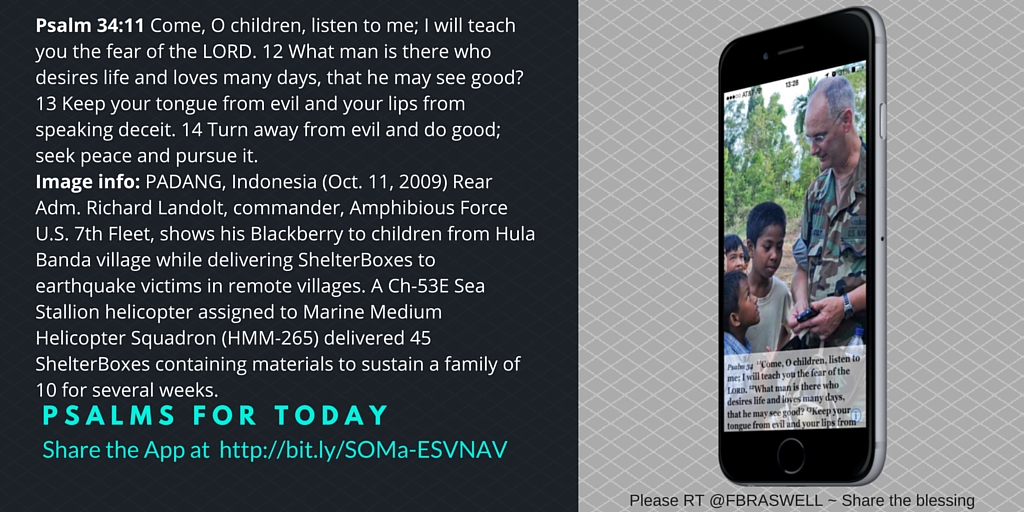 Psalm 34:11 Come, O children, listen to me; I will teach
you the fear of the LORD. 12 What man is there who
desires life and loves many days, that he may see good?
13 Keep your tongue from evil and your lips from
speaking deceit. 14 Turn away from evil and do good;
seek peace and pursue it.
Image info: PADANG, Indonesia (Oct. 11, 2009) Rear
Adm. Richard Landolt, commander, Amphibious Force
U.S. 7th Fleet, shows his Blackberry to children from Hula
Banda village while delivering ShelterBoxes to
earthquake victims in remote villages. A Ch-53E Sea
Stallion helicopter assigned to Marine Medium
Helicopter Squadron (HMM-265) delivered 45
ShelterBoxes containing materials to sustain a family of
10 for several weeks.
PSALMS FOR TODAY
Share the App at http://bit.ly/SOMa-ESVNAV
AT&T 13:28 31%
Psalm 34 11Come, O children, listen to
me; I will teach you the fear of the
LORD. 12What man is there who
desires life and loves many days,
that he may see good? 13Keep your
tongue from evil and your lips from
Please RT @FBRASWELL ~ Share the blessing